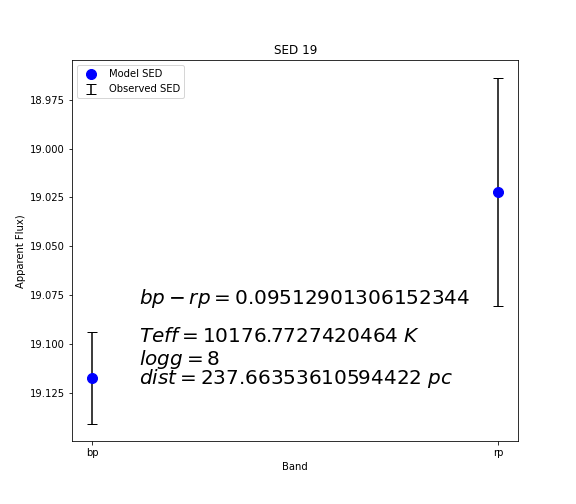 SED 19
Model SED
Observed SED
18.975
19.000
19.025
19.050
19.075
19.100
19.125
Apparent Flux)
bp − rp = 0.09512901306152344
Teff = 10176.7727420464 K
logg = 8
dist = 237.66353610594422 pc
bp
rp
Band